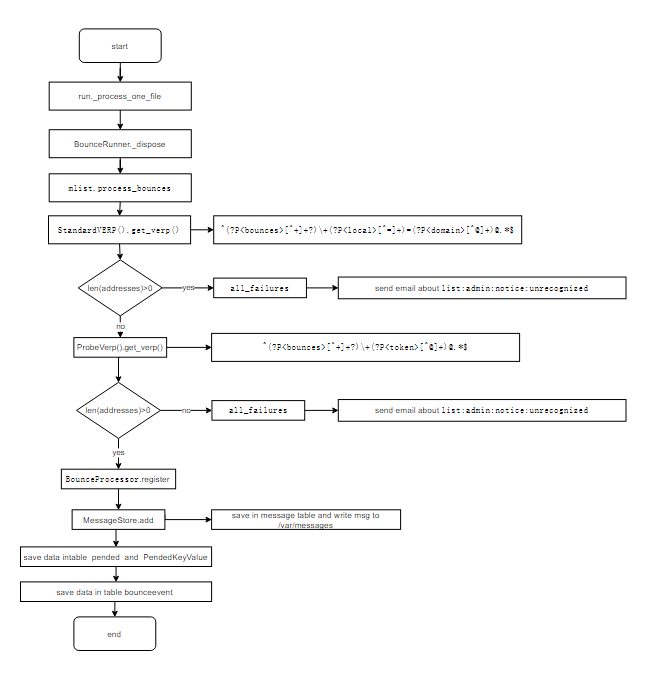 start
run._process_one_file
BounceRunner._dispose
mlist.process_bounces
StandardVERP().get_verp()
^(?P<bounces>[^+]+?)\+(?P<local>[^=]+)=(?P<domain>[^@]+)@.*$
len(addresses)>0
yes
all_failures
send email about list:admin:notice:unrecognized
no
ProbeVerp().get_verp()
^(?P<bounces>[^+]+?)\+(?P<token>[^@]+)@.*$
len(addresses)>0
no
all_failures
send email about list:admin:notice:unrecognized
yes
BounceProcessor.register
MessageStore.add
save in message table and write msg to
/var/messages
save data intable pended and PendedKeyValue
save data in table bounceevent
end